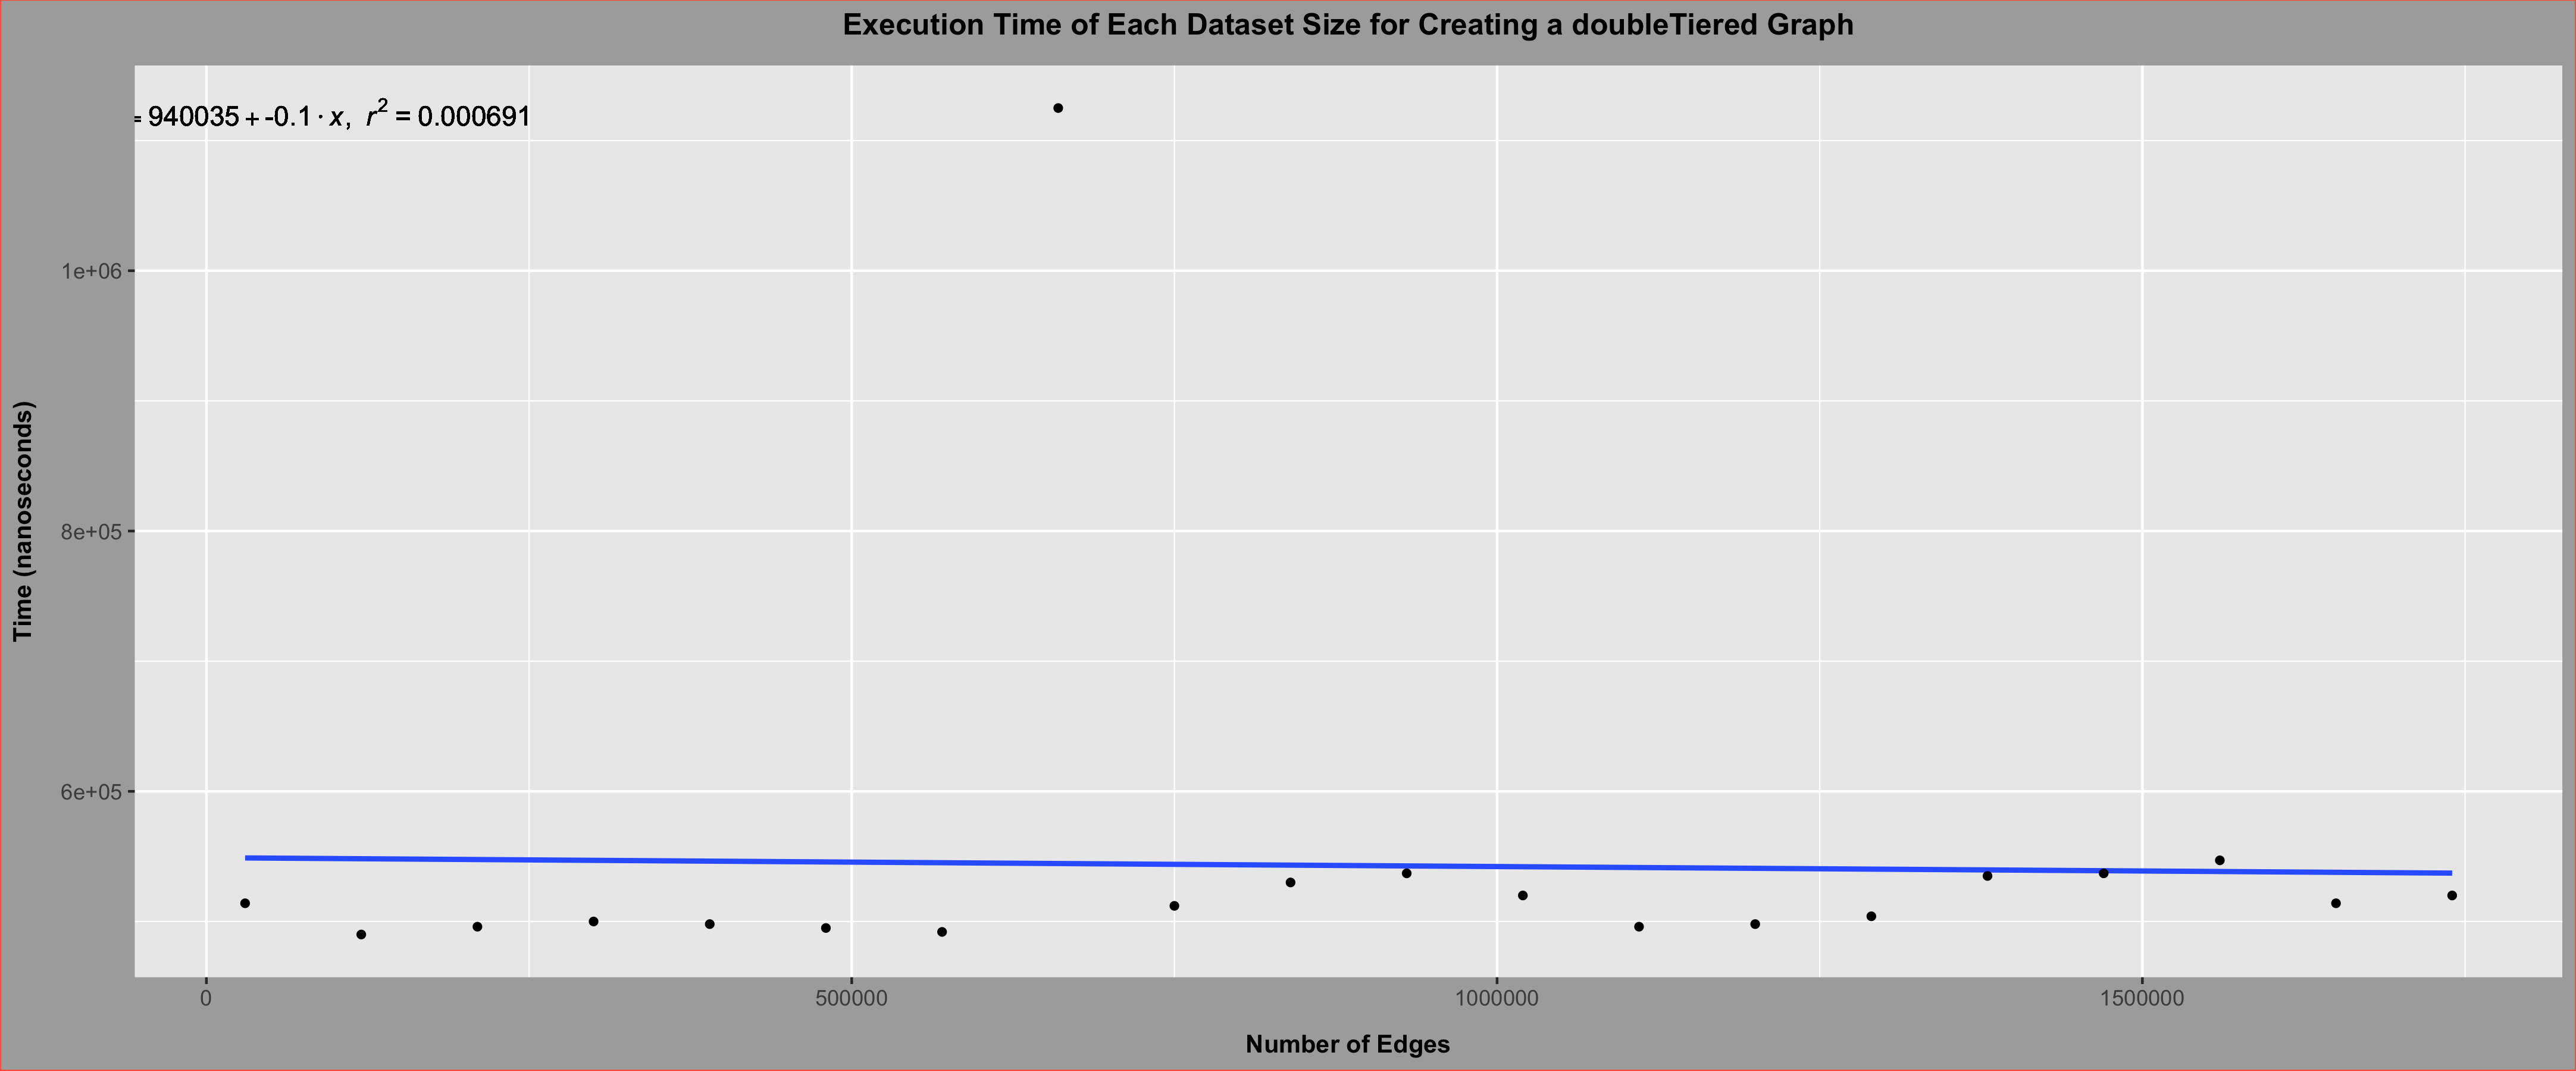 Execution Time of Each Dataset Size for Creating a doubleTiered Graph
= 940035 + -0.1 · x, r² = 0.000691
1e+06
8e+05
6e+05
Time (nanoseconds)
0 500000 1000000 1500000
Number of Edges